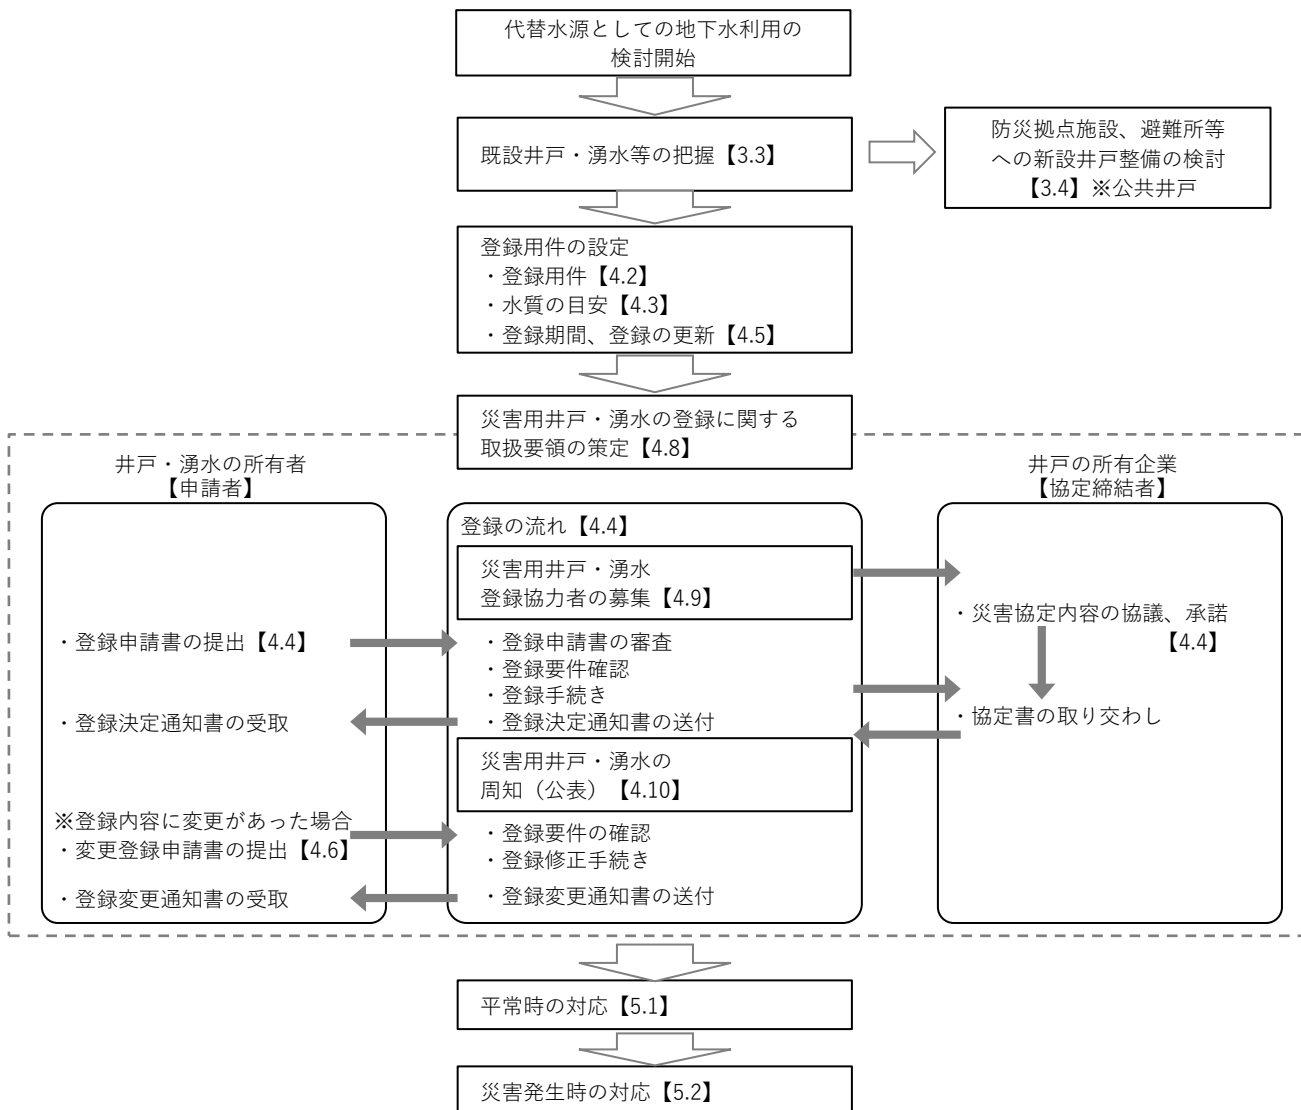 代替水源としての地下水利用の
検討開始
既設井戸・湧水等の把握【3.3】
防災拠点施設、避難所等
への新設井戸整備の検討
【3.4】※公共井戸
登録用件の設定
・登録用件【4.2】
・水質の目安【4.3】
・登録期間、登録の更新【4.5】
災害用井戸・湧水の登録に関する
取扱要領の策定【4.8】
井戸・湧水の所有者
【申請者】
・登録申請書の提出【4.4】
・登録決定通知書の受取
※登録内容に変更があった場合
・変更登録申請書の提出【4.6】
・登録変更通知書の受取
登録の流れ【4.4】
災害用井戸・湧水
登録協力者の募集【4.9】
・登録申請書の審査
・登録要件確認
・登録手続き
・登録決定通知書の送付
災害用井戸・湧水の
周知（公表）【4.10】
・登録要件の確認
・登録修正手続き
・登録変更通知書の送付
井戸の所有企業
【協定締結者】
・災害協定内容の協議、承諾
【4.4】
・協定書の取り交わし
平常時の対応【5.1】
災害発生時の対応【5.2】